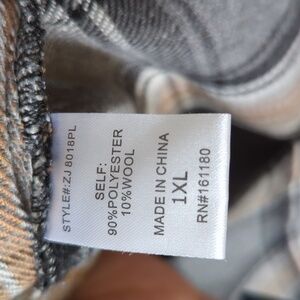 STYLE#:ZJ 8018PL
SELF:
90%POLYESTER
10%WOOL
MADE IN CHINA
1XL
RN#161180